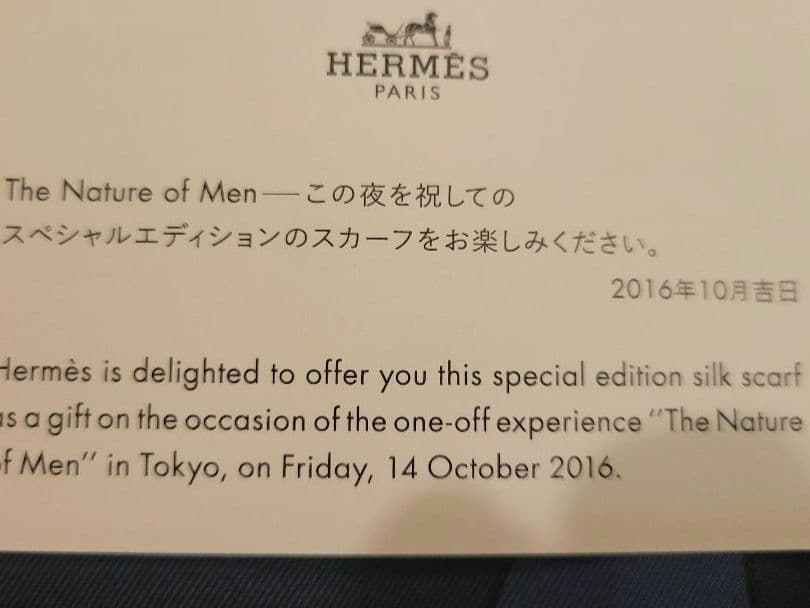 HERMÈS
PARIS
The Nature of Men──この夜を祝しての
スペシャルエディションのスカーフをお楽しみください。
2016年10月吉日
Hermès is delighted to offer you this special edition silk scarf
as a gift on the occasion of the one-off experience “The Nature
of Men” in Tokyo, on Friday, 14 October 2016.